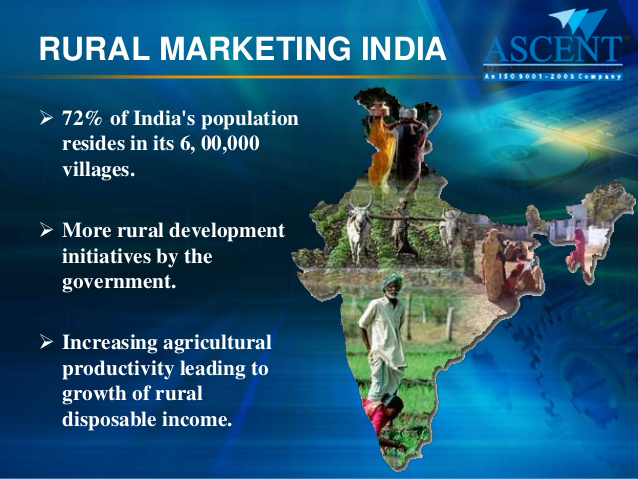 RURAL MARKETING INDIA
ASCENT
An ISO 9001-2008 Company
➢ 72% of India's population
resides in its 6, 00,000
villages.
➢ More rural development
initiatives by the
government.
➢ Increasing agricultural
productivity leading to
growth of rural
disposable income.